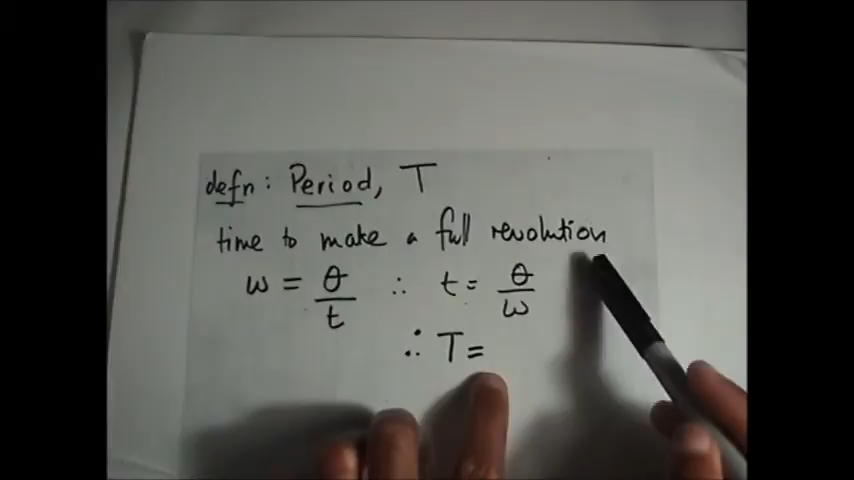 defn: Period, T
time to make a full revolution
ω = θ/t ∴ t = θ/ω
∴ T =